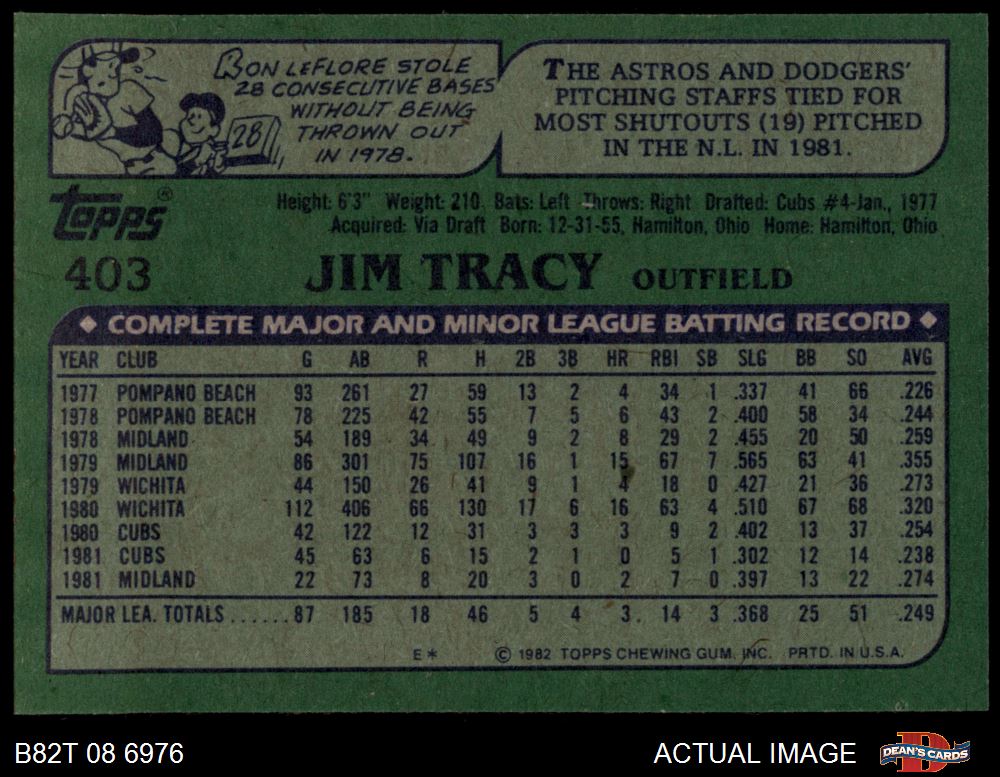 RON LEFLORE STOLE
28 CONSECUTIVE BASES
WITHOUT BEING
THROWN OUT
IN 1978.
28
THE ASTROS AND DODGERS'
PITCHING STAFFS TIED FOR
MOST SHUTOUTS (19) PITCHED
IN THE N.L. IN 1981.
Topps®
Height: 6'3" Weight: 210 Bats: Left Throws: Right Drafted: Cubs #4-Jan., 1977
Acquired: Via Draft Born: 12-31-55, Hamilton, Ohio Home: Hamilton, Ohio
403 JIM TRACY OUTFIELD
◆ COMPLETE MAJOR AND MINOR LEAGUE BATTING RECORD ◆
YEAR CLUB G AB R H 2B 3B HR RBI SB SLG BB SO AVG
1977 POMPANO BEACH 93 261 27 59 13 2 4 34 1 .337 41 66 .226
1978 POMPANO BEACH 78 225 42 55 7 5 6 43 2 .400 58 34 .244
1978 MIDLAND 54 189 34 49 9 2 8 29 2 .455 20 50 .259
1979 MIDLAND 86 301 75 107 16 1 15 67 7 .565 63 41 .355
1979 WICHITA 44 150 26 41 9 1 4 18 0 .427 21 36 .273
1980 WICHITA 112 406 66 130 17 6 16 63 4 .510 67 68 .320
1980 CUBS 42 122 12 31 3 3 3 9 2 .402 13 37 .254
1981 CUBS 45 63 6 15 2 1 0 5 1 .302 12 14 .238
1981 MIDLAND 22 73 8 20 3 0 2 7 0 .397 13 22 .274
MAJOR LEA. TOTALS ......87 185 18 46 5 4 3 14 3 .368 25 51 .249
E* © 1982 TOPPS CHEWING GUM, INC. PRTD. IN U.S.A.
B82T 08 6976 ACTUAL IMAGE DEAN'S CARDS